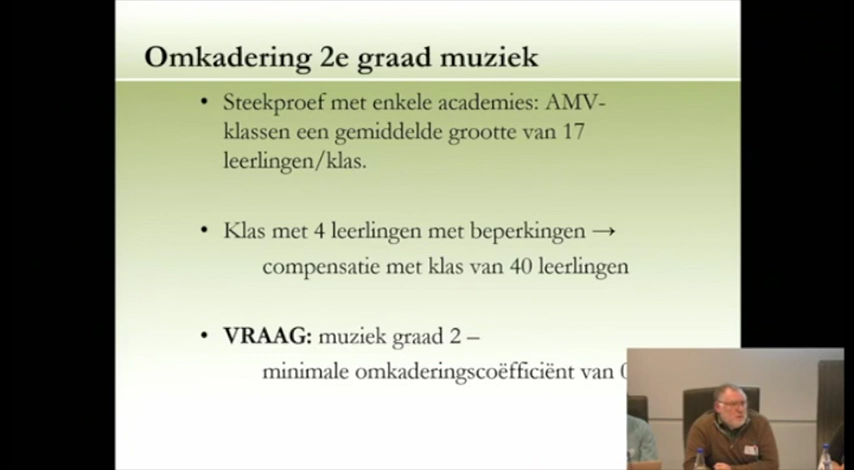 Omkadering 2e graad muziek
• Steekproef met enkele academies: AMV-
klassen een gemiddelde grootte van 17
leerlingen/klas.
• Klas met 4 leerlingen met beperkingen →
compensatie met klas van 40 leerlingen
• VRAAG: muziek graad 2 –
minimale omkaderingscoëfficiënt van